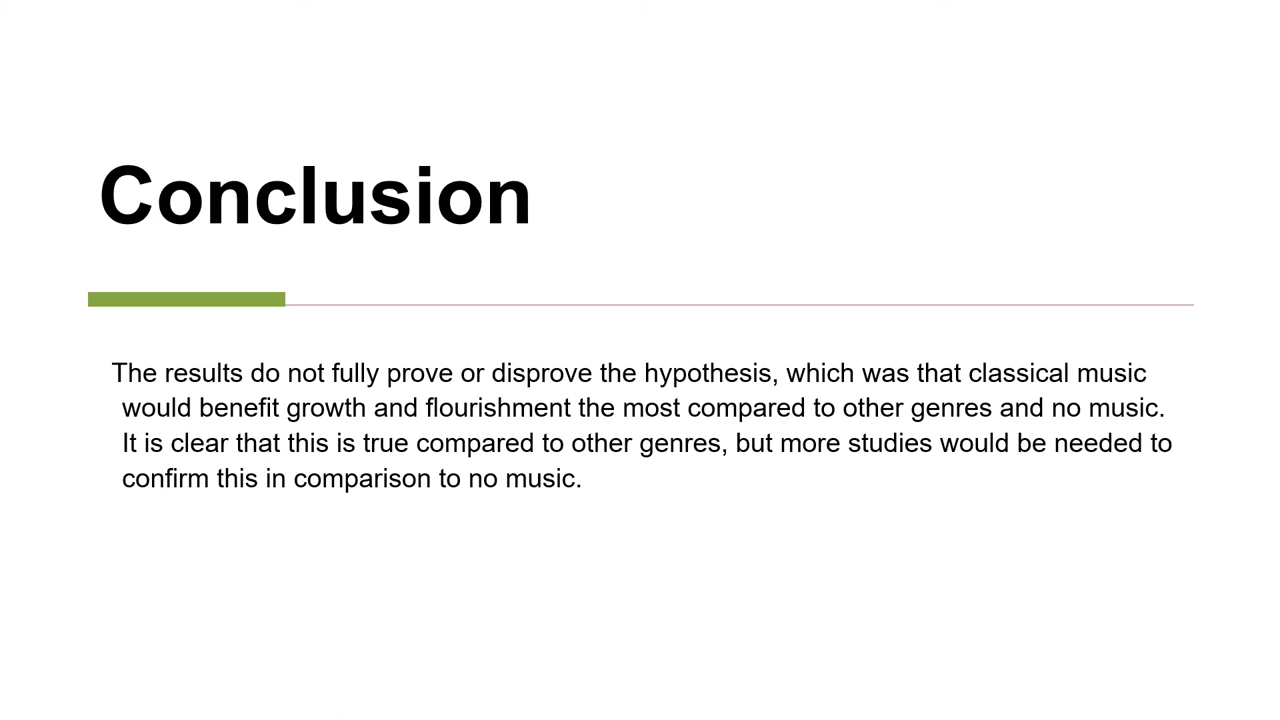 Conclusion
The results do not fully prove or disprove the hypothesis, which was that classical music
would benefit growth and flourishment the most compared to other genres and no music.
It is clear that this is true compared to other genres, but more studies would be needed to
confirm this in comparison to no music.